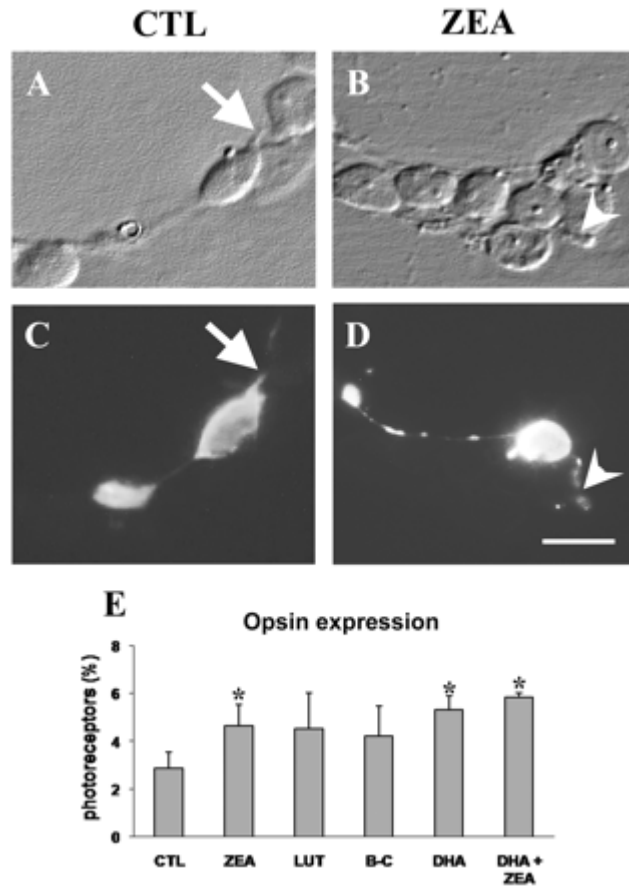 CTL ZEA
A B
C D
E
Opsin expression
photoreceptors (%)
8
6
4
2
0
* * *
CTL ZEA LUT B-C DHA DHA +
ZEA